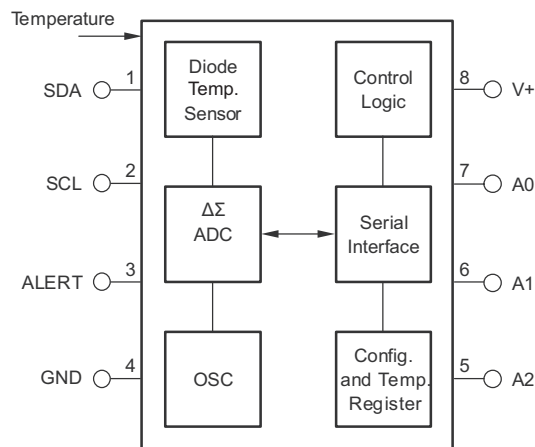 Temperature
SDA
1
SCL
2
ALERT
3
GND
4
Diode
Temp.
Sensor
ΔΣ
ADC
OSC
Control
Logic
Serial
Interface
Config.
and Temp.
Register
8
V+
7
A0
6
A1
5
A2